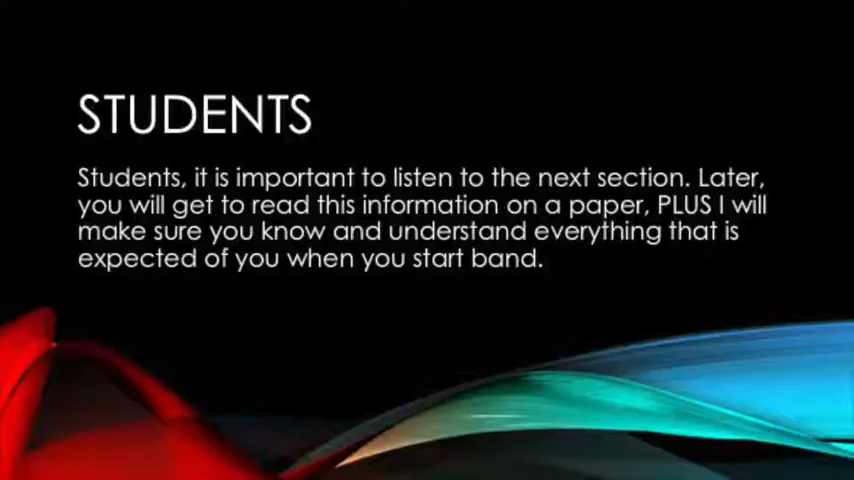 STUDENTS
Students, it is important to listen to the next section. Later,
you will get to read this information on a paper, PLUS I will
make sure you know and understand everything that is
expected of you when you start band.